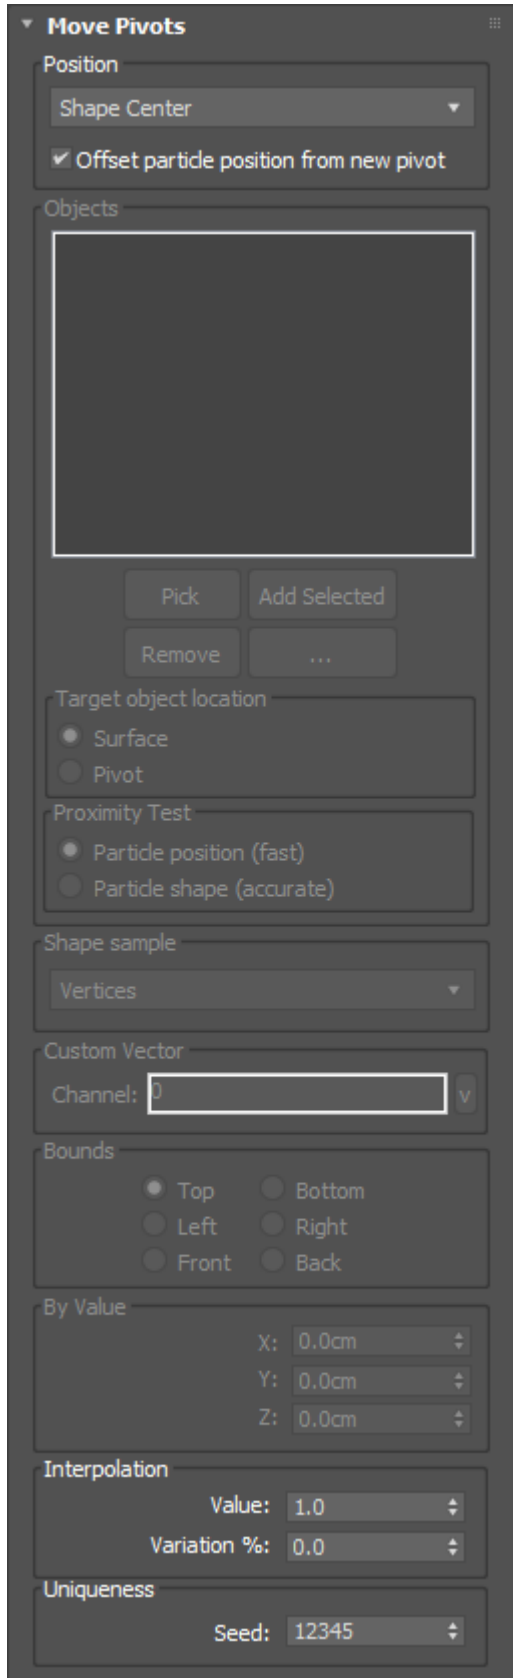 Move Pivots
Position
Shape Center
Offset particle position from new pivot
Objects
Pick Add Selected
Remove ...
Target object location
Surface
Pivot
Proximity Test
Particle position (fast)
Particle shape (accurate)
Shape sample
Vertices
Custom Vector
Channel: 0 v
Bounds
Top Bottom
Left Right
Front Back
By Value
X: 0.0cm
Y: 0.0cm
Z: 0.0cm
Interpolation
Value: 1.0
Variation %: 0.0
Uniqueness
Seed: 12345